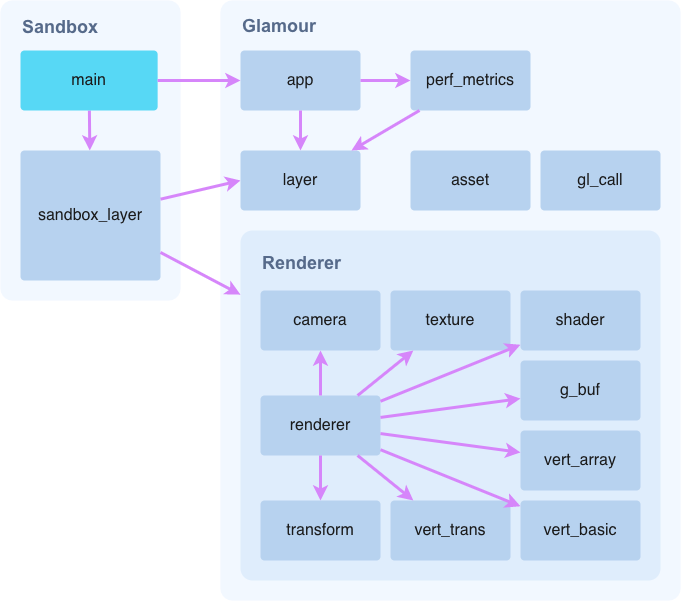 Sandbox
Glamour
main
app
perf_metrics
sandbox_layer
layer
asset
gl_call
Renderer
camera
texture
shader
g_buf
renderer
vert_array
transform
vert_trans
vert_basic